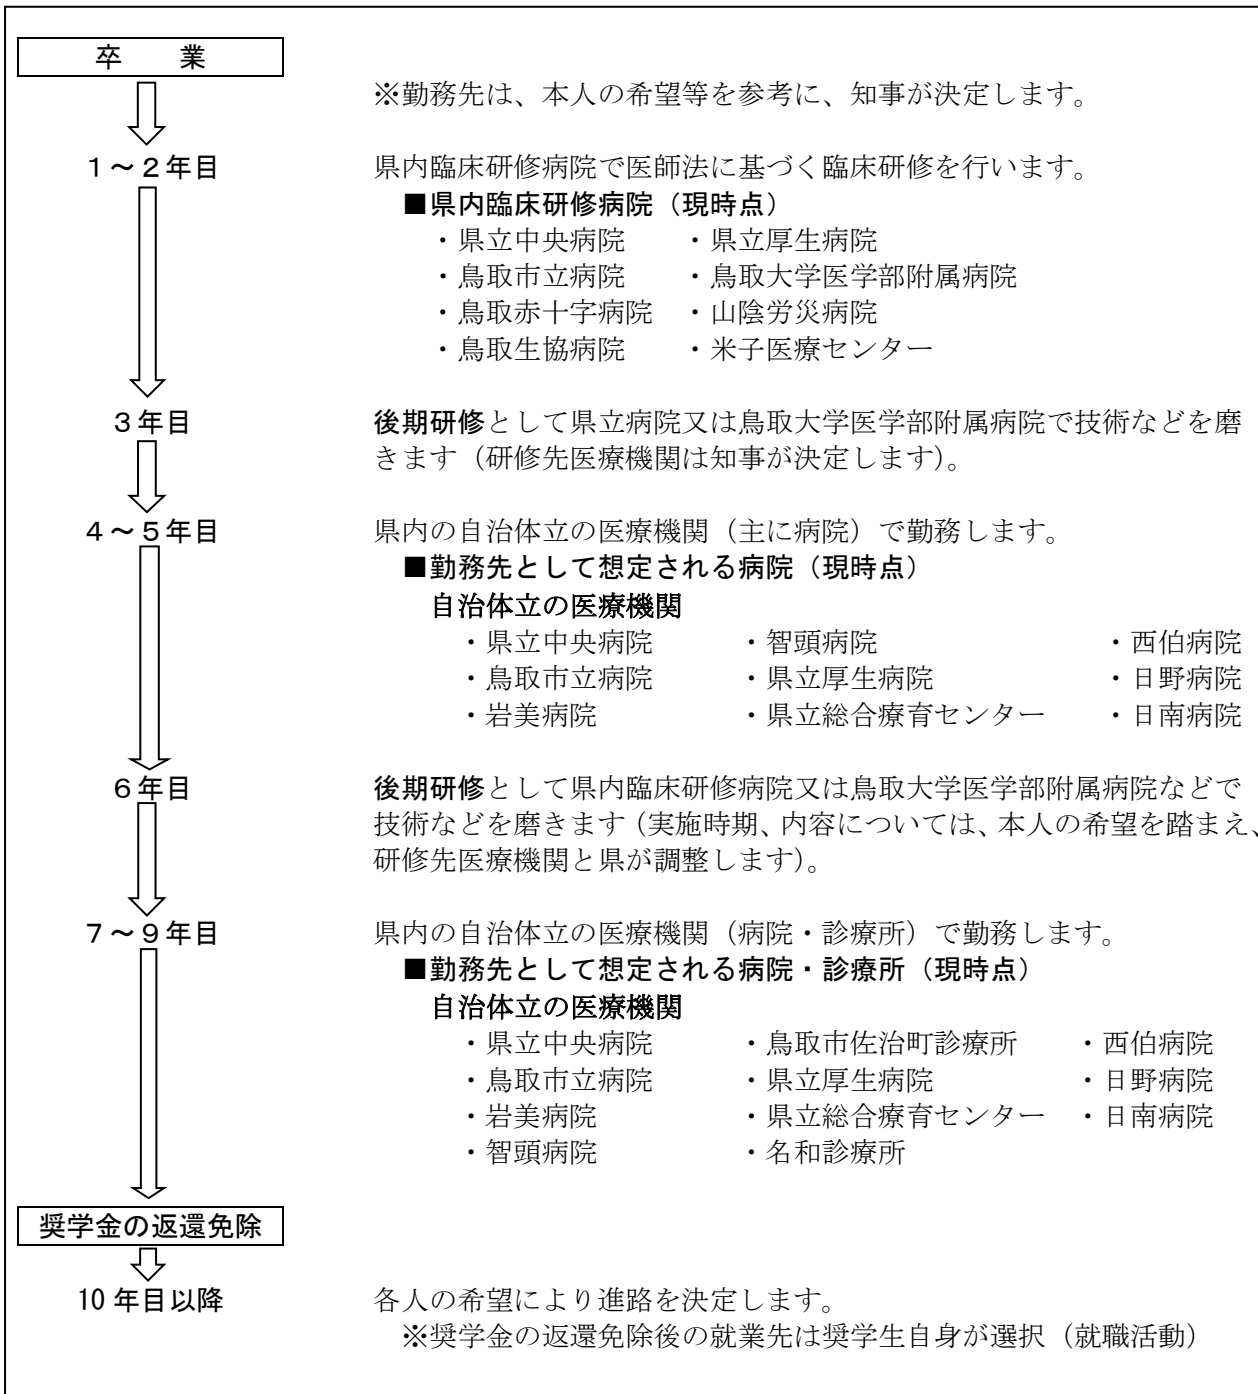 卒　　業
※勤務先は、本人の希望等を参考に、知事が決定します。
１～２年目　県内臨床研修病院で医師法に基づく臨床研修を行います。
■県内臨床研修病院（現時点）
・県立中央病院　・県立厚生病院
・鳥取市立病院　・鳥取大学医学部附属病院
・鳥取赤十字病院　・山陰労災病院
・鳥取生協病院　・米子医療センター
３年目　後期研修として県立病院又は鳥取大学医学部附属病院で技術などを磨
きます（研修先医療機関は知事が決定します）。
４～５年目　県内の自治体立の医療機関（主に病院）で勤務します。
■勤務先として想定される病院（現時点）
自治体立の医療機関
・県立中央病院　・智頭病院　・西伯病院
・鳥取市立病院　・県立厚生病院　・日野病院
・岩美病院　・県立総合療育センター　・日南病院
６年目　後期研修として県内臨床研修病院又は鳥取大学医学部附属病院などで
技術などを磨きます（実施時期、内容については、本人の希望を踏まえ、
研修先医療機関と県が調整します）。
７～９年目　県内の自治体立の医療機関（病院・診療所）で勤務します。
■勤務先として想定される病院・診療所（現時点）
自治体立の医療機関
・県立中央病院　・鳥取市佐治町診療所　・西伯病院
・鳥取市立病院　・県立厚生病院　・日野病院
・岩美病院　・県立総合療育センター　・日南病院
・智頭病院　・名和診療所
奨学金の返還免除
10 年目以降　各人の希望により進路を決定します。
※奨学金の返還免除後の就業先は奨学生自身が選択（就職活動）